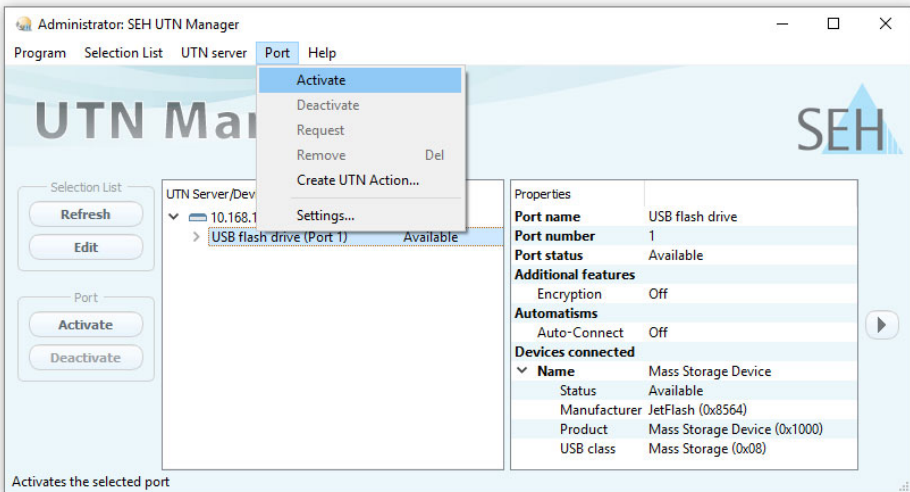 Administrator: SEH UTN Manager
Program Selection List UTN server Port Help
Activate
Deactivate
Request
Remove Del
Create UTN Action...
Settings...
UTN Ma
SEH
Selection List
Refresh
Edit
Port
Activate
Deactivate
UTN Server/Dev
10.168.1
USB flash drive (Port 1) Available
Properties
Port name USB flash drive
Port number 1
Port status Available
Additional features
Encryption Off
Automatisms
Auto-Connect Off
Devices connected
Name Mass Storage Device
Status Available
Manufacturer JetFlash (0x8564)
Product Mass Storage Device (0x1000)
USB class Mass Storage (0x08)
Activates the selected port